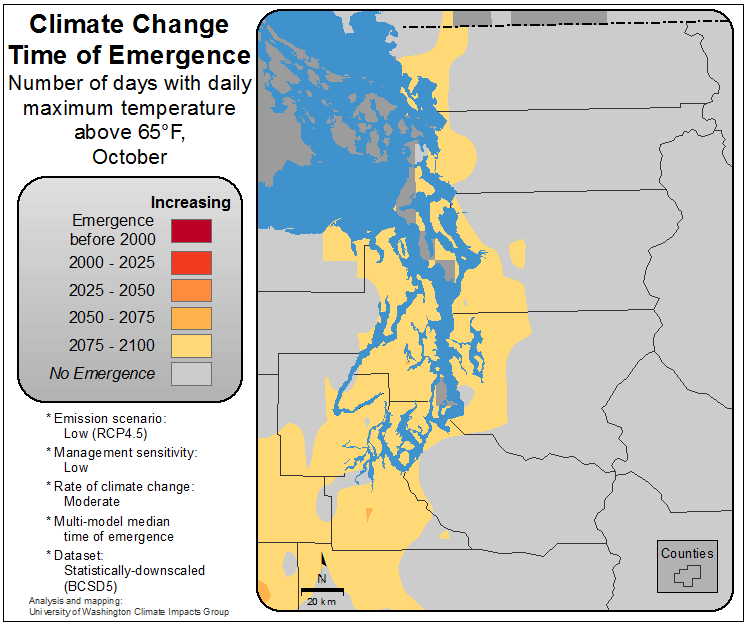 Climate Change
Time of Emergence
Number of days with daily
maximum temperature
above 65°F,
October
Increasing
Emergence
before 2000
2000 - 2025
2025 - 2050
2050 - 2075
2075 - 2100
No Emergence
* Emission scenario:
Low (RCP4.5)
* Management sensitivity:
Low
* Rate of climate change:
Moderate
* Multi-model median
time of emergence
* Dataset:
Statistically-downscaled
(BCSD5)
Analysis and mapping:
University of Washington Climate Impacts Group
N
20 km
Counties